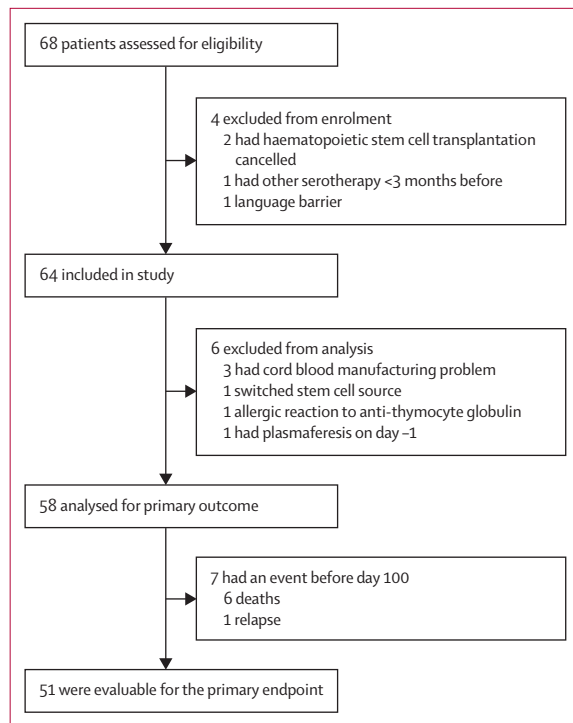 68 patients assessed for eligibility
4 excluded from enrolment
2 had haematopoietic stem cell transplantation
cancelled
1 had other serotherapy <3 months before
1 language barrier
64 included in study
6 excluded from analysis
3 had cord blood manufacturing problem
1 switched stem cell source
1 allergic reaction to anti-thymocyte globulin
1 had plasmaferesis on day –1
58 analysed for primary outcome
7 had an event before day 100
6 deaths
1 relapse
51 were evaluable for the primary endpoint